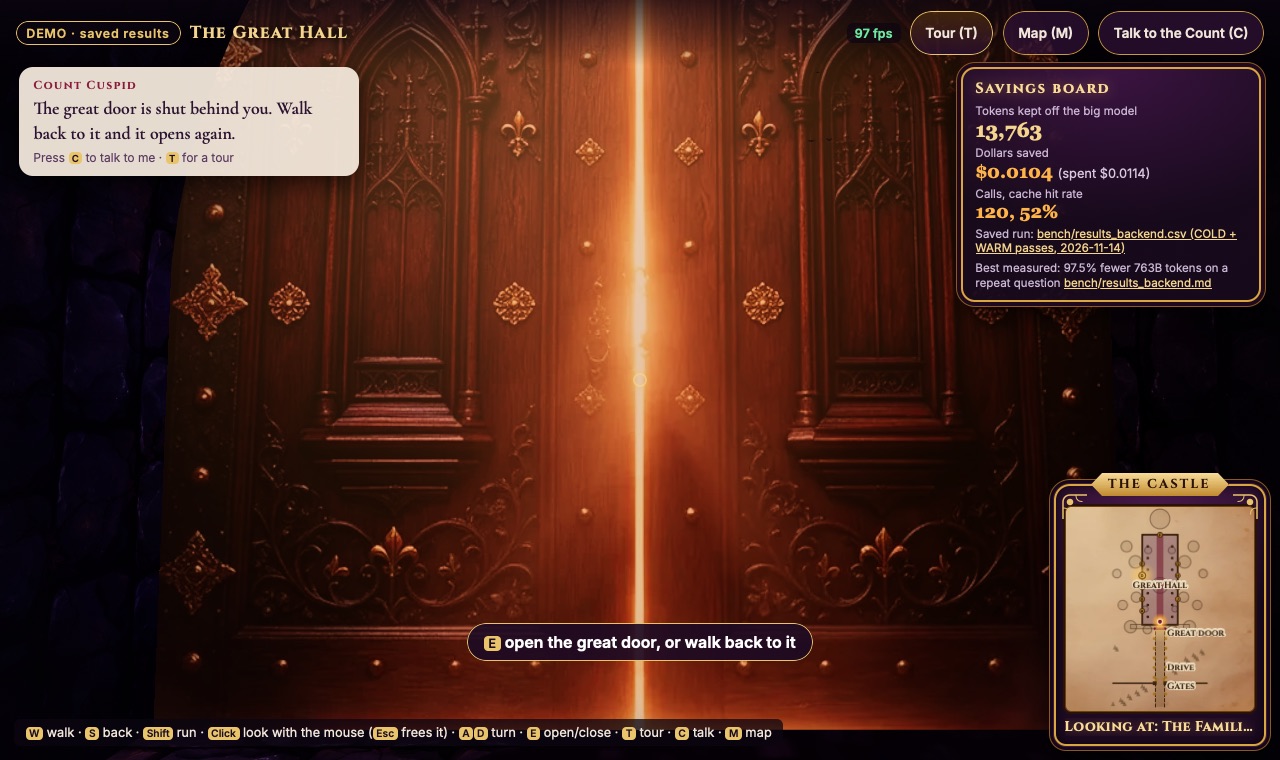 DEMO · saved results
The Great Hall
97 fps
Tour (T)
Map (M)
Talk to the Count (C)
Count Cuspid
The great door is shut behind you. Walk
back to it and it opens again.
Press C to talk to me · T for a tour
Savings board
Tokens kept off the big model
13,763
Dollars saved
$0.0104 (spent $0.0114)
Calls, cache hit rate
120, 52%
Saved run: bench/results_backend.csv (COLD +
WARM passes, 2026-11-14)
Best measured: 97.5% fewer 763B tokens on a
repeat question bench/results_backend.md
E open the great door, or walk back to it
THE CASTLE
Great Hall
Great door
Drive
Gates
Looking at: The Famili…
W walk · S back · Shift run · Click look with the mouse (Esc frees it) · A D turn · E open/close · T tour · C talk · M map